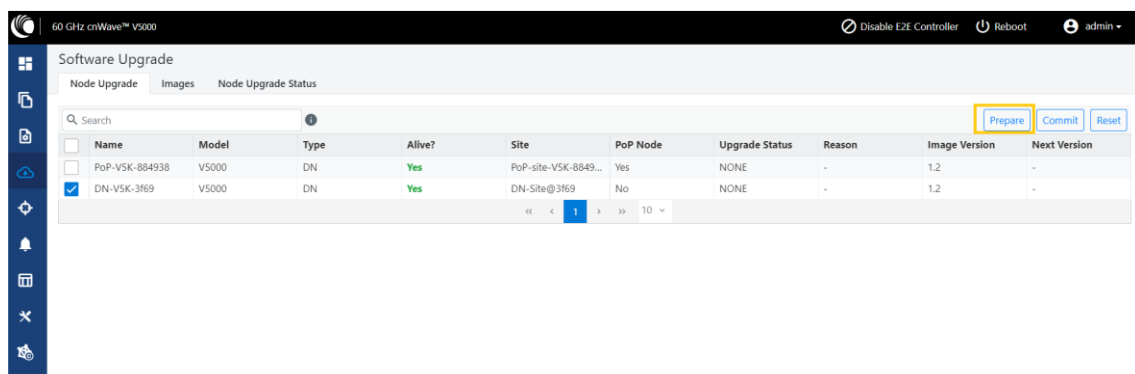 60 GHz cnWave™ V5000 Disable E2E Controller Reboot admin
Software Upgrade
Node Upgrade Images Node Upgrade Status
Search Prepare Commit Reset
Name Model Type Alive? Site PoP Node Upgrade Status Reason Image Version Next Version
PoP-V5K-884938 V5000 DN Yes PoP-site-V5K-8849... Yes NONE - 1.2 -
DN-V5K-3f69 V5000 DN Yes DN-Site@3f69 No NONE - 1.2 -
« ‹ 1 › » 10